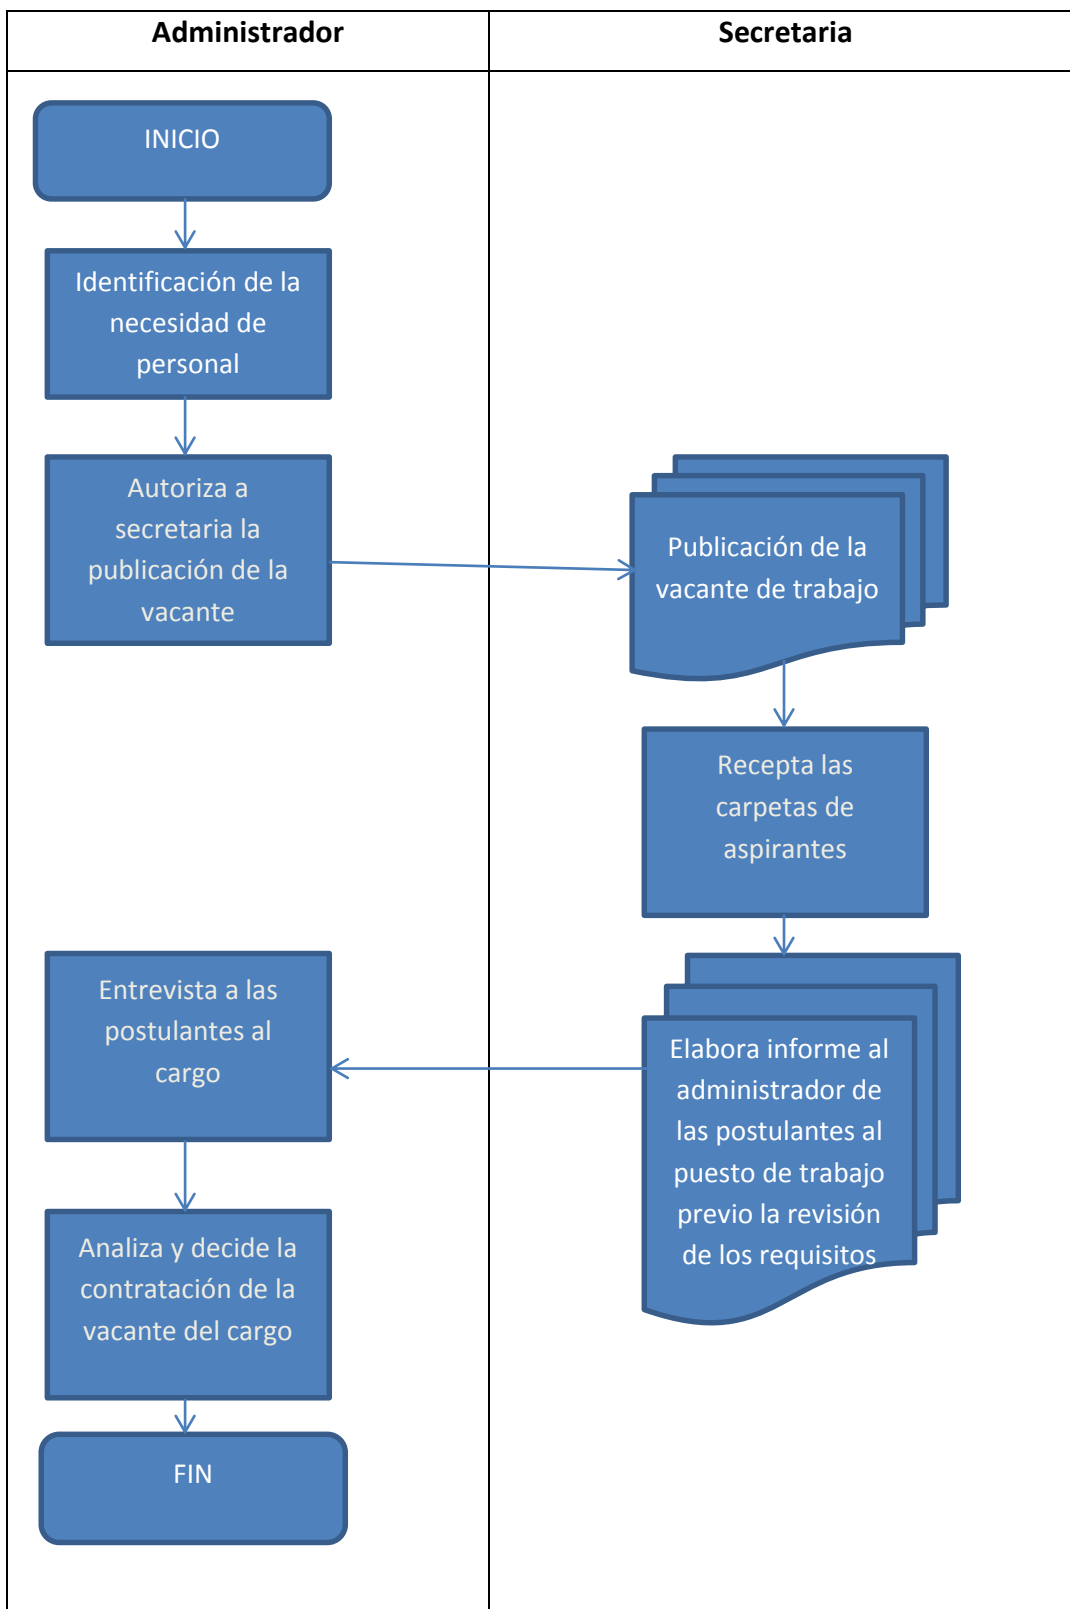 Administrador
Secretaria
INICIO
Identificación de la
necesidad de
personal
Autoriza a
secretaria la
publicación de la
vacante
Publicación de la
vacante de trabajo
Recepta las
carpetas de
aspirantes
Elabora informe al
administrador de
las postulantes al
puesto de trabajo
previo la revisión
de los requisitos
Entrevista a las
postulantes al
cargo
Analiza y decide la
contratación de la
vacante del cargo
FIN